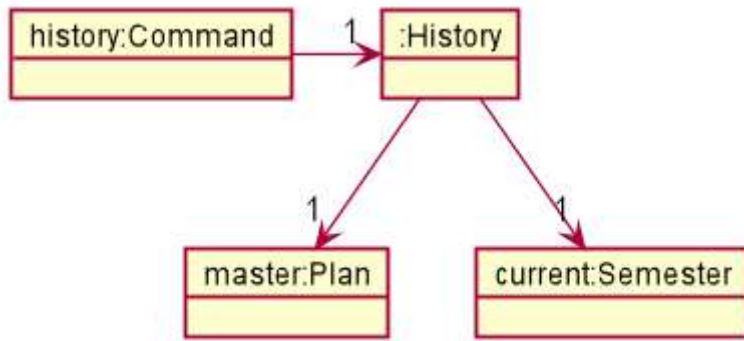 history:Command
1
:History
1
1
master:Plan
current:Semester